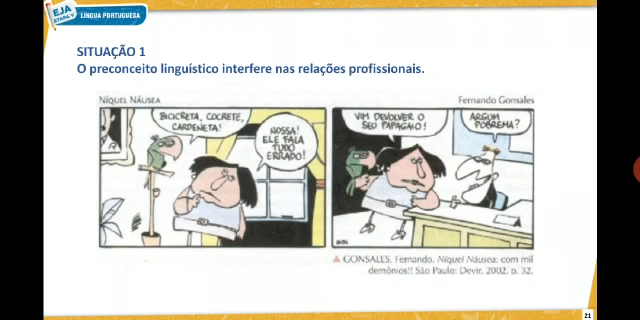 EJA
LÍNGUA PORTUGUESA
SITUAÇÃO 1
O preconceito linguístico interfere nas relações profissionais.
NÍQUEL NÁUSEA
Fernando Gonsales
BICICRETA, COCRETE,
CARDENETA!
NOSSA!
ELE FALA
TUDO
ERRADO!
VIM DEVOLVER O
SEU PAPAGAIO!
ARGUM
POBREMA?
▲ GONSALES, Fernando. Níquel Náusea: com mil
demônios!! São Paulo: Devir, 2002. p. 32.
21